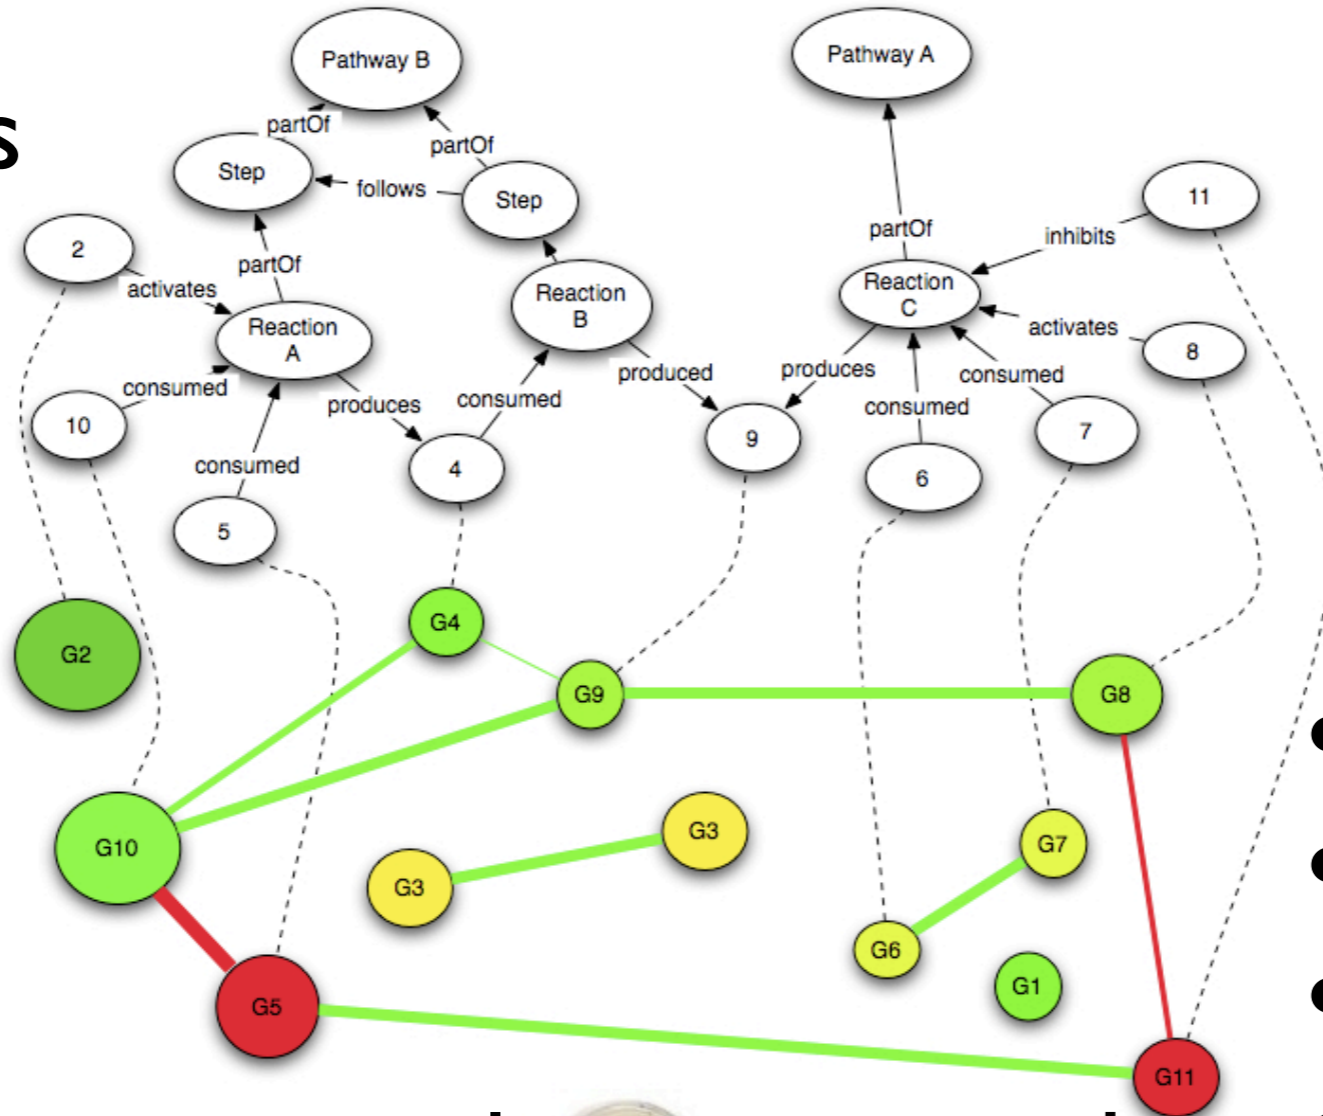 Pathway B
Pathway A
s
partOf
partOf
Step
follows
Step
11
partOf
inhibits
2
partOf
activates
Reaction
C
Reaction
B
Reaction
A
activates
8
produced
produces
consumed
consumed
produces
consumed
consumed
10
9
7
4
consumed
6
5
G4
G2
G9
G8
G3
G7
G10
G3
G6
G1
G5
G11